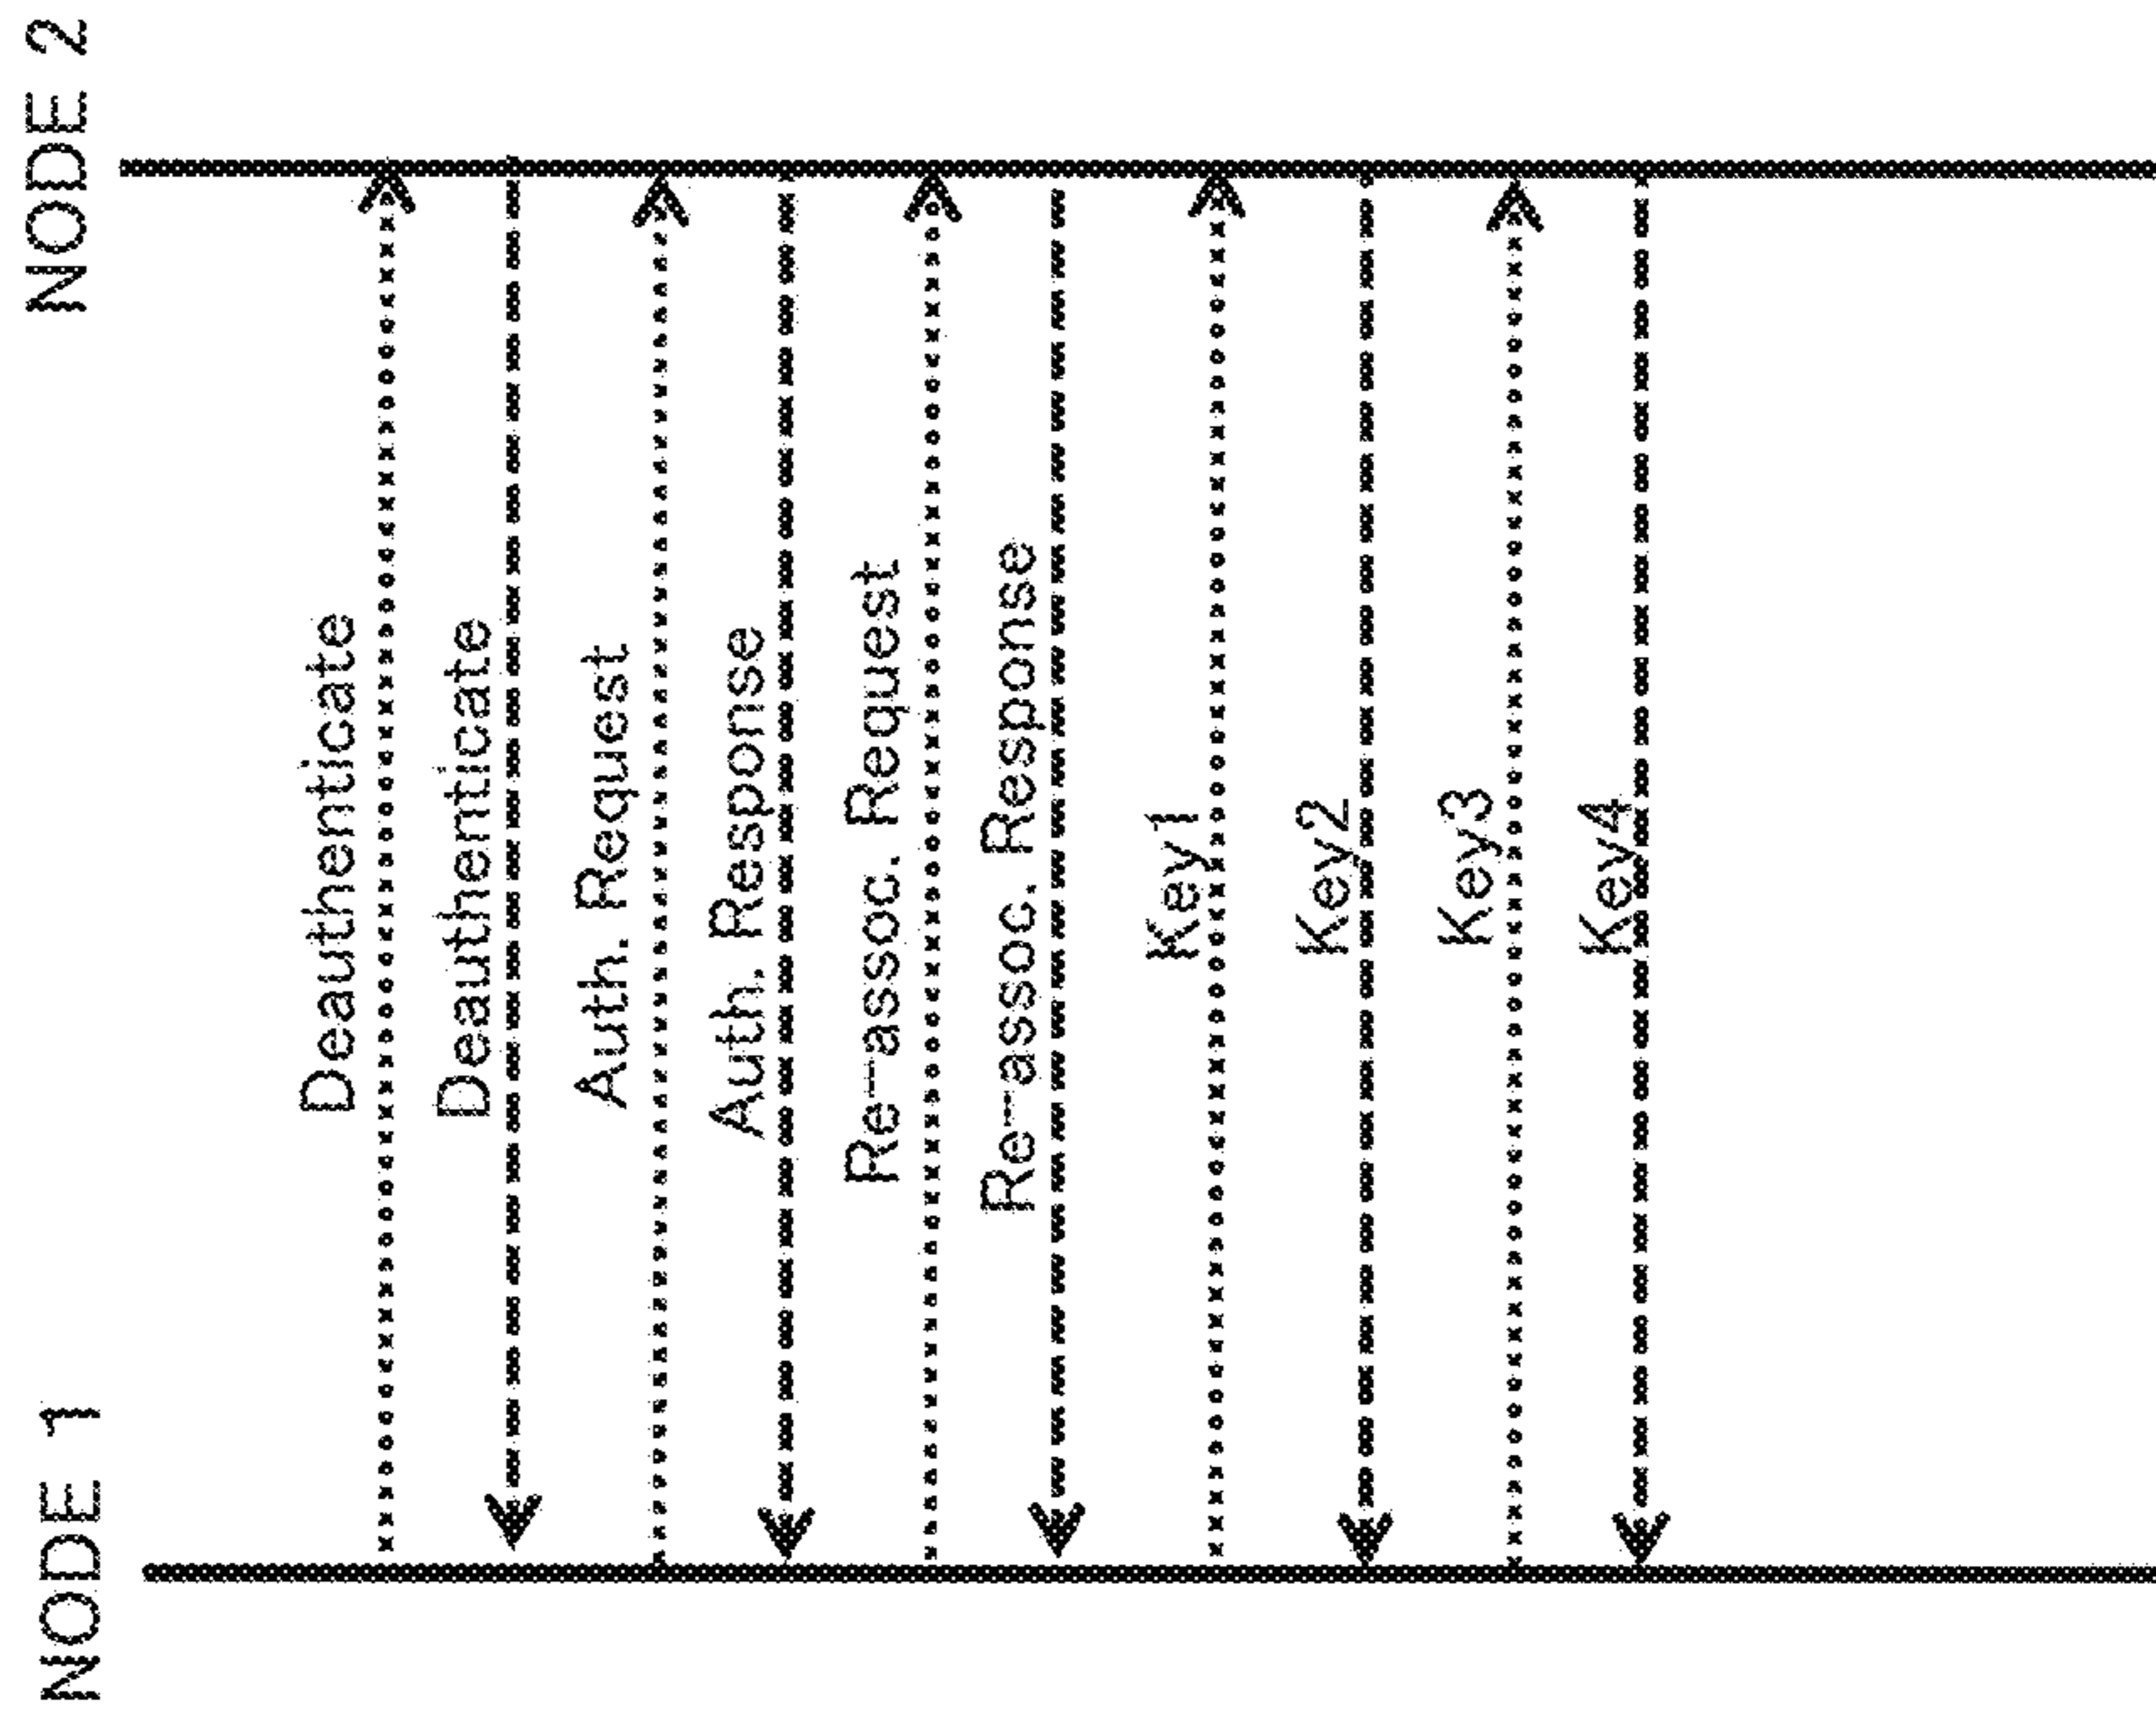 NODE 1
NODE 2
Deauthenticate
Deauthenticate
Auth. Request
Auth. Response
Re-assoc. Request
Re-assoc. Response
Key1
Key2
Key3
Key4